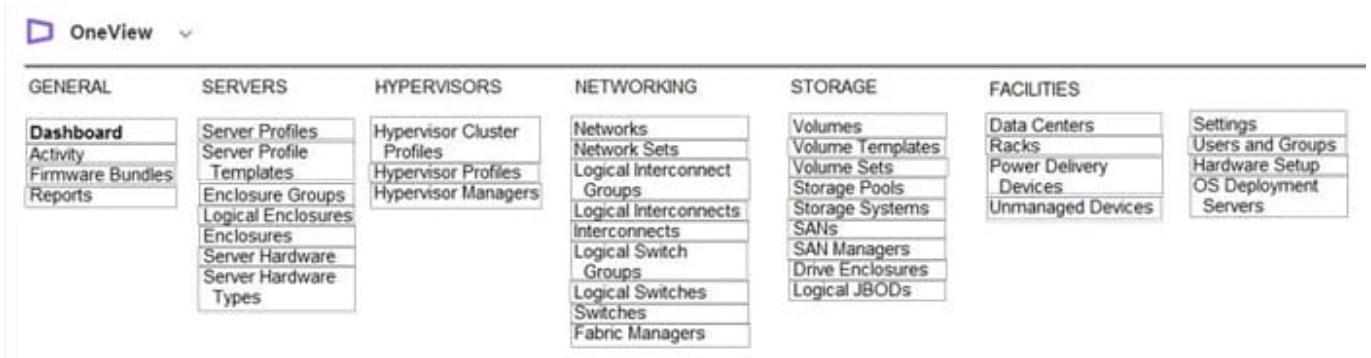 OneView
GENERAL
Dashboard
Activity
Firmware Bundles
Reports
SERVERS
Server Profiles
Server Profile
Templates
Enclosure Groups
Logical Enclosures
Enclosures
Server Hardware
Server Hardware
Types
HYPERVISORS
Hypervisor Cluster
Profiles
Hypervisor Profiles
Hypervisor Managers
NETWORKING
Networks
Network Sets
Logical Interconnect
Groups
Logical Interconnects
Interconnects
Logical Switch
Groups
Logical Switches
Switches
Fabric Managers
STORAGE
Volumes
Volume Templates
Volume Sets
Storage Pools
Storage Systems
SANs
SAN Managers
Drive Enclosures
Logical JBODs
FACILITIES
Data Centers
Racks
Power Delivery
Devices
Unmanaged Devices
Settings
Users and Groups
Hardware Setup
OS Deployment
Servers